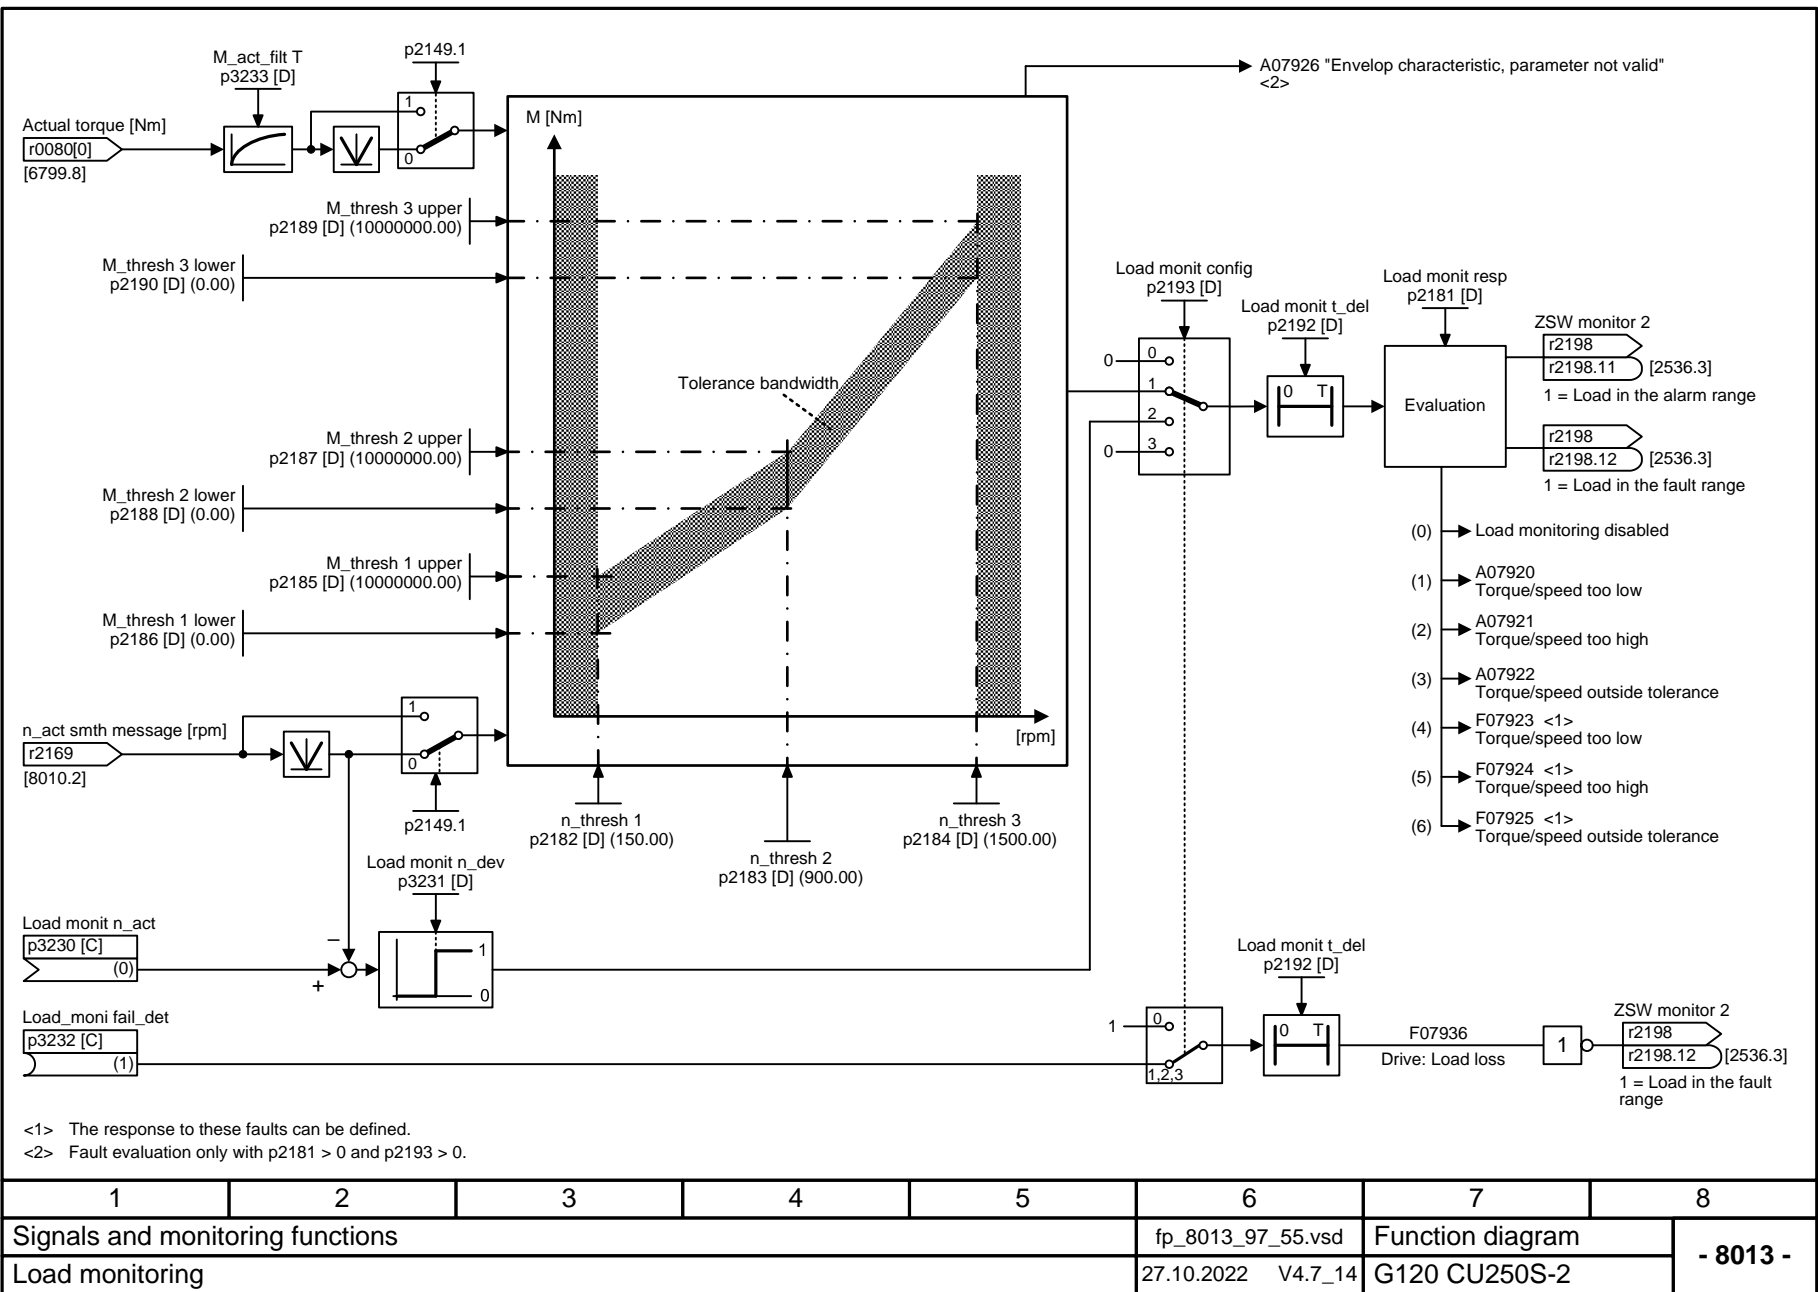 M_act_filt T
p3233 [D]
p2149.1
Actual torque [Nm]
r0080[0]
[6799.8]
1
0
A07926 "Envelop characteristic, parameter not valid"
<2>
M [Nm]
M_thresh 3 upper
p2189 [D] (10000000.00)
M_thresh 3 lower
p2190 [D] (0.00)
Tolerance bandwidth
M_thresh 2 upper
p2187 [D] (10000000.00)
M_thresh 2 lower
p2188 [D] (0.00)
M_thresh 1 upper
p2185 [D] (10000000.00)
M_thresh 1 lower
p2186 [D] (0.00)
[rpm]
n_act smth message [rpm]
r2169
[8010.2]
1
0
p2149.1
n_thresh 1
p2182 [D] (150.00)
n_thresh 2
p2183 [D] (900.00)
n_thresh 3
p2184 [D] (1500.00)
Load monit n_dev
p3231 [D]
1
0
Load monit n_act
p3230 [C]
(0)
–
+
Load_moni fail_det
p3232 [C]
(1)
Load monit config
p2193 [D]
0
0
1
2
0
3
Load monit t_del
p2192 [D]
0 T
Load monit resp
p2181 [D]
Evaluation
ZSW monitor 2
r2198
r2198.11
[2536.3]
1 = Load in the alarm range
r2198
r2198.12
[2536.3]
1 = Load in the fault range
(0) Load monitoring disabled
(1) A07920
Torque/speed too low
(2) A07921
Torque/speed too high
(3) A07922
Torque/speed outside tolerance
(4) F07923 <1>
Torque/speed too low
(5) F07924 <1>
Torque/speed too high
(6) F07925 <1>
Torque/speed outside tolerance
1
0
1,2,3
Load monit t_del
p2192 [D]
0 T
F07936
Drive: Load loss
1
ZSW monitor 2
r2198
r2198.12
[2536.3]
1 = Load in the fault
range
<1> The response to these faults can be defined.
<2> Fault evaluation only with p2181 > 0 and p2193 > 0.
1 2 3 4 5 6 7 8
Signals and monitoring functions
fp_8013_97_55.vsd
Function diagram
- 8013 -
Load monitoring
27.10.2022 V4.7_14
G120 CU250S-2